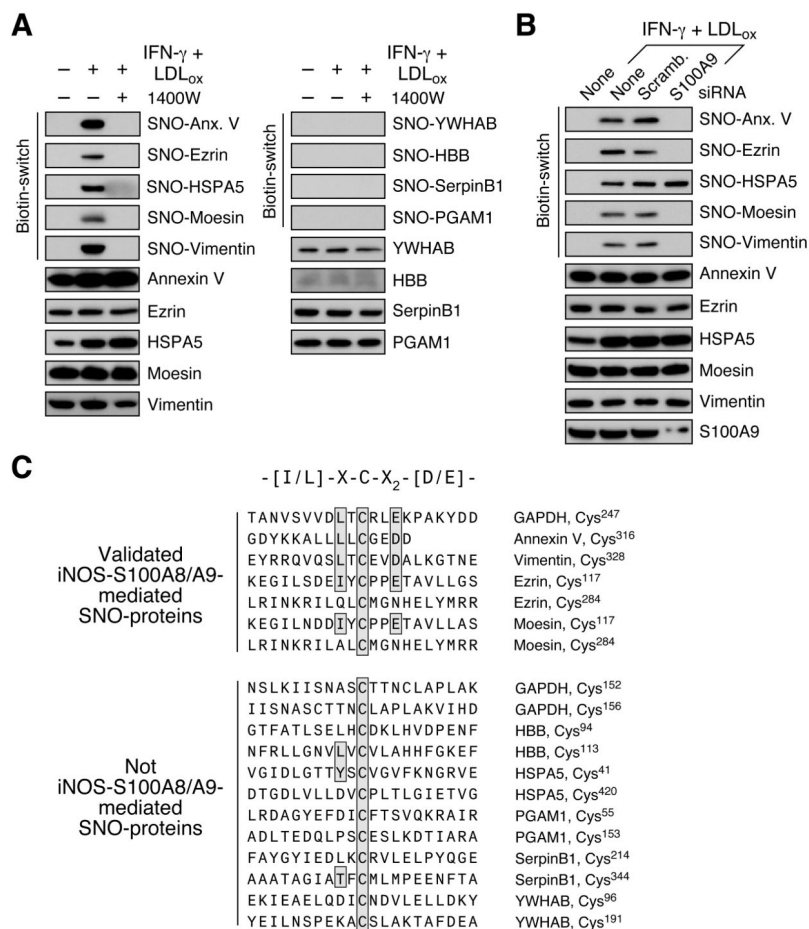 A
IFN-γ +
LDLox
− + +
− − + 1400W
Biotin-switch
SNO-Anx. V
SNO-Ezrin
SNO-HSPA5
SNO-Moesin
SNO-Vimentin
Annexin V
Ezrin
HSPA5
Moesin
Vimentin
IFN-γ +
LDLox
− + +
− − + 1400W
Biotin-switch
SNO-YWHAB
SNO-HBB
SNO-SerpinB1
SNO-PGAM1
YWHAB
HBB
SerpinB1
PGAM1
B
IFN-γ + LDLox
None None Scramb. S100A9 siRNA
Biotin-switch
SNO-Anx. V
SNO-Ezrin
SNO-HSPA5
SNO-Moesin
SNO-Vimentin
Annexin V
Ezrin
HSPA5
Moesin
Vimentin
S100A9
C
-[I/L]-X-C-X2-[D/E]-
Validated
iNOS-S100A8/A9-
mediated
SNO-proteins
TANVSVVDLTCRLEKPAKYDD GAPDH, Cys247
GDYKKALLLLCGEDD Annexin V, Cys316
EYRRQVQSLTCEVDALKGTNE Vimentin, Cys328
KEGILSDEIYCPPETAVLLGS Ezrin, Cys117
LRINKRILQLCMGNHELYMRR Ezrin, Cys284
KEGILNDDIYCPPETAVLLAS Moesin, Cys117
LRINKRILALCMGNHELYMRR Moesin, Cys284
Not
iNOS-S100A8/A9-
mediated
SNO-proteins
NSLKIISNASCTTNCLAPLAK GAPDH, Cys152
IISNASCTTNCLAPLAKVIHD GAPDH, Cys156
GTFATLSELHCDKLHVDPENF HBB, Cys94
NFRLLGNVLVCVLAHHFGKEF HBB, Cys113
VGIDLGTTYSCVGVFKNGRVE HSPA5, Cys41
DTGDLVLLDVCPLTLGIETVG HSPA5, Cys420
LRDAGYEFDICFTSVQKRAIR PGAM1, Cys55
ADLTEDQLPSCESLKDTIARA PGAM1, Cys153
FAYGYIEDLKCRVLELPYQGE SerpinB1, Cys214
AAATAGIATFCMLMPEENFTA SerpinB1, Cys344
EKIEAELQDICNDVLELLDKY YWHAB, Cys96
YEILNSPEKACSLAKTAFDEA YWHAB, Cys191